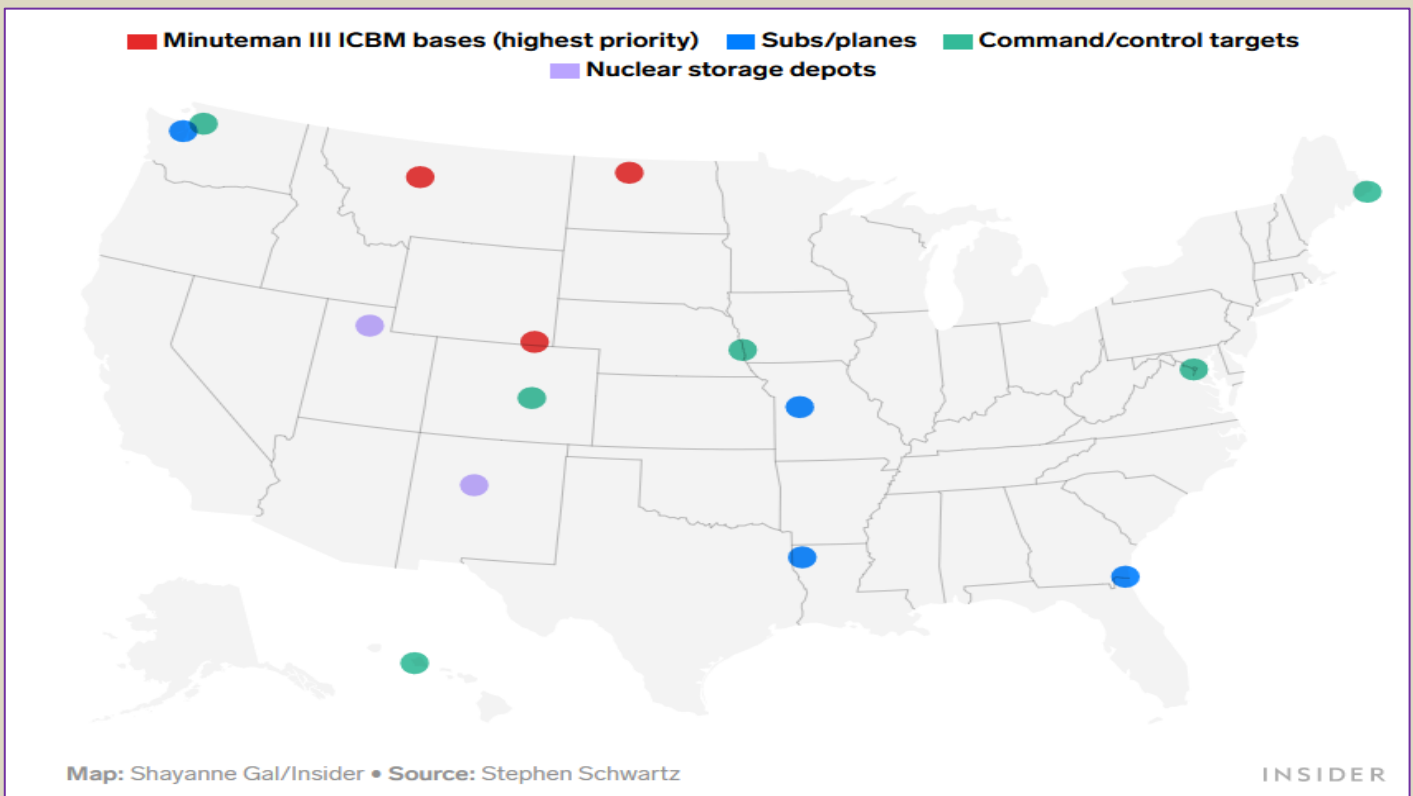 Minuteman III ICBM bases (highest priority) Subs/planes Command/control targets
Nuclear storage depots
Map: Shayanne Gal/Insider • Source: Stephen Schwartz
INSIDER